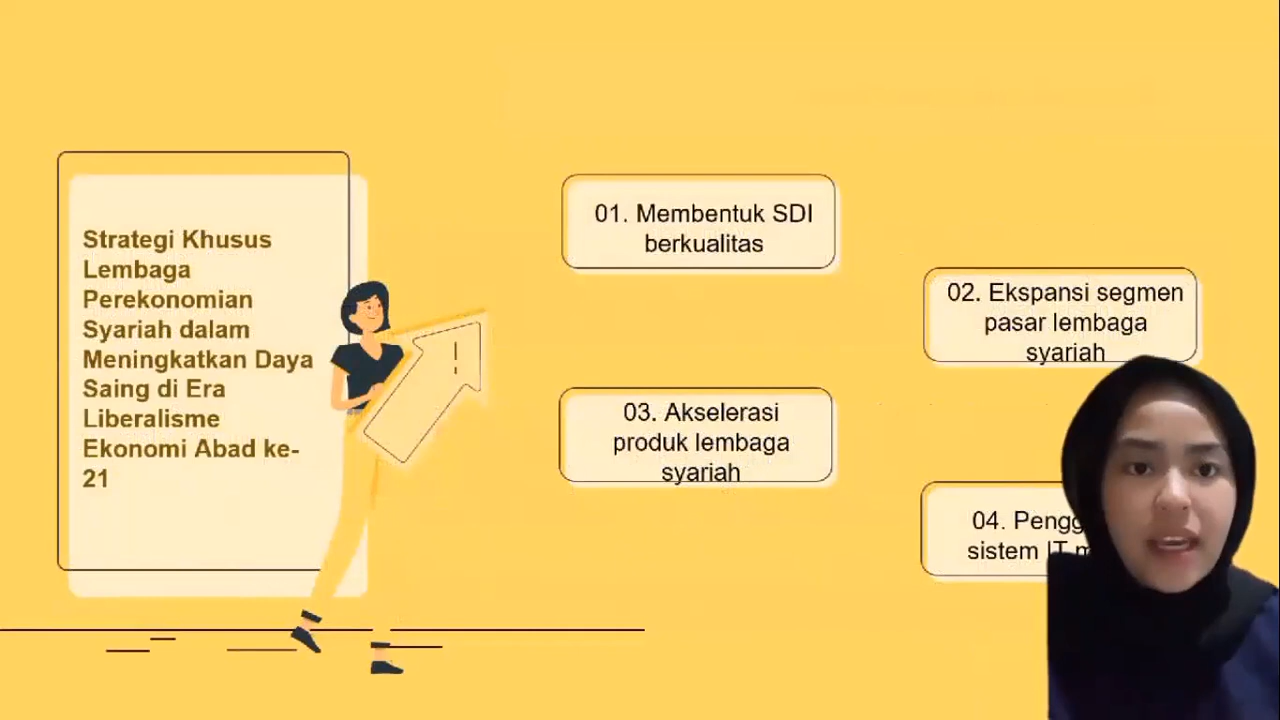 Strategi Khusus
Lembaga
Perekonomian
Syariah dalam
Meningkatkan Daya
Saing di Era
Liberalisme
Ekonomi Abad ke-
21
01. Membentuk SDI
berkualitas
02. Ekspansi segmen
pasar lembaga
syariah
03. Akselerasi
produk lembaga
syariah
04.
sistem IT